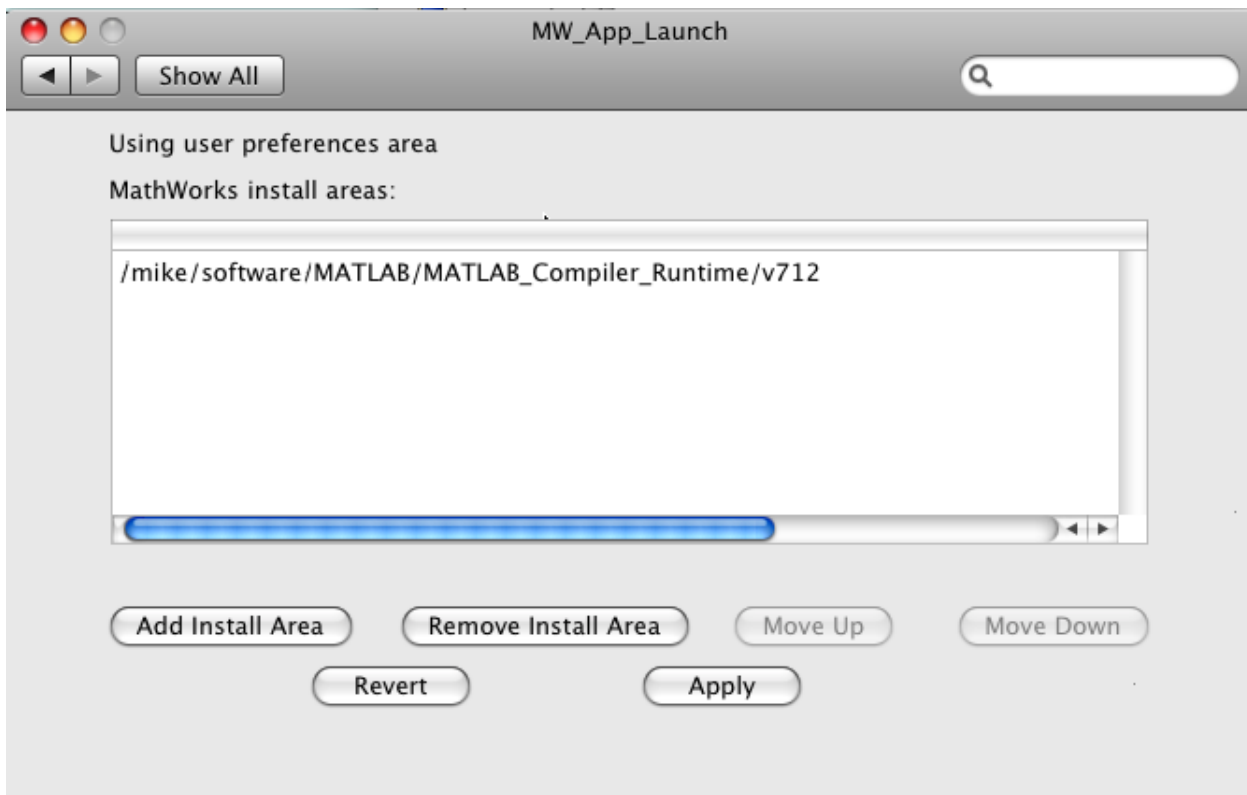 MW_App_Launch
Show All
Using user preferences area
MathWorks install areas:
/mike/software/MATLAB/MATLAB_Compiler_Runtime/v712
Add Install Area Remove Install Area Move Up Move Down
Revert Apply